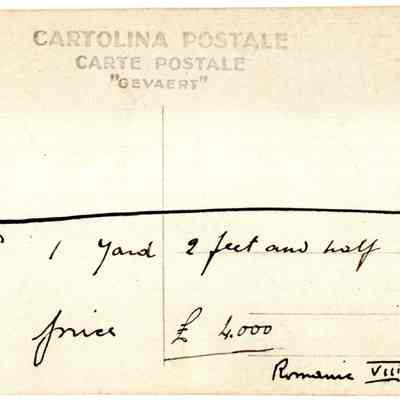 CARTOLINA POSTALE
CARTE POSTALE
"GEVAERT"
1 Yard 2 feet and half
price £ 4.000
Romanic VIII